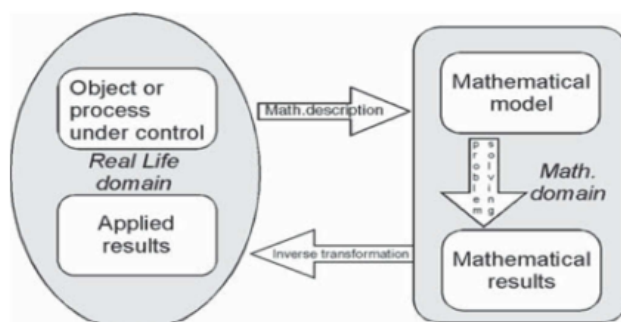 Object or
process
under control
Real Life
domain
Applied
results
Math.description
Inverse transformation
Mathematical
model
problem
solving
Math.
domain
Mathematical
results